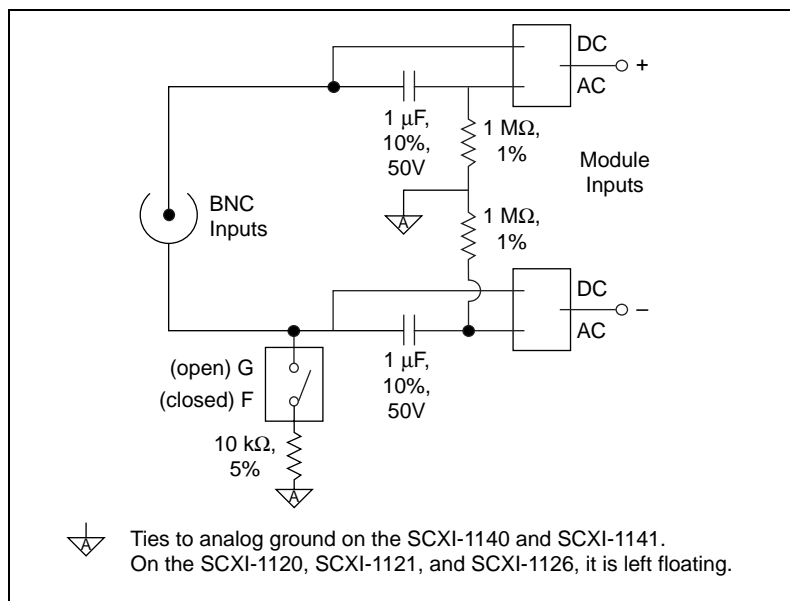 DC
+
AC
1 µF,
10%,
50V
1 MΩ,
1%
Module
Inputs
A
BNC
Inputs
1 MΩ,
1%
DC
–
AC
(open) G
(closed) F
1 µF,
10%,
50V
10 kΩ,
5%
A
A
Ties to analog ground on the SCXI-1140 and SCXI-1141.
On the SCXI-1120, SCXI-1121, and SCXI-1126, it is left floating.